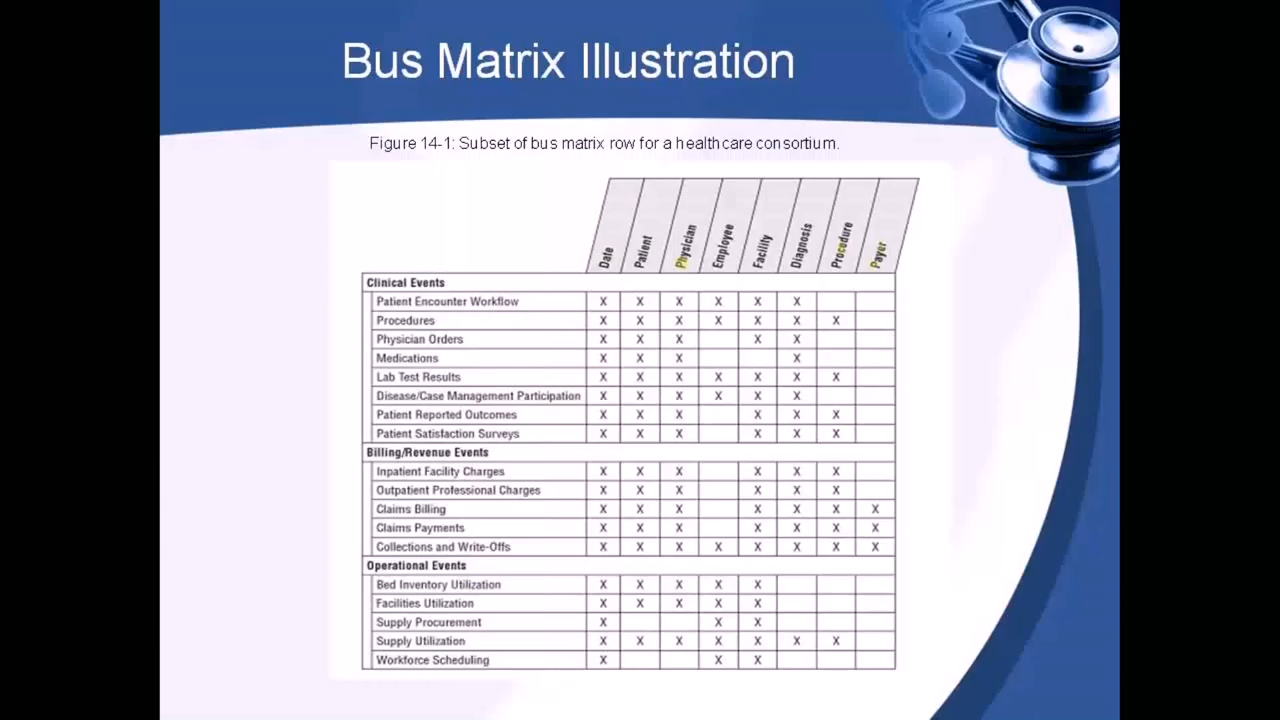 Bus Matrix Illustration
Figure 14-1: Subset of bus matrix row for a healthcare consortium.
Date Patient Physician Employee Facility Diagnosis Procedure Payer
Clinical Events
Patient Encounter Workflow X X X X X X
Procedures X X X X X X X
Physician Orders X X X X X
Medications X X X X
Lab Test Results X X X X X X X
Disease/Case Management Participation X X X X X X
Patient Reported Outcomes X X X X X X
Patient Satisfaction Surveys X X X X X X
Billing/Revenue Events
Inpatient Facility Charges X X X X X X
Outpatient Professional Charges X X X X X X
Claims Billing X X X X X X X
Claims Payments X X X X X X X
Collections and Write-Offs X X X X X X X X
Operational Events
Bed Inventory Utilization X X X X X
Facilities Utilization X X X X X
Supply Procurement X X X
Supply Utilization X X X X X X X
Workforce Scheduling X X X